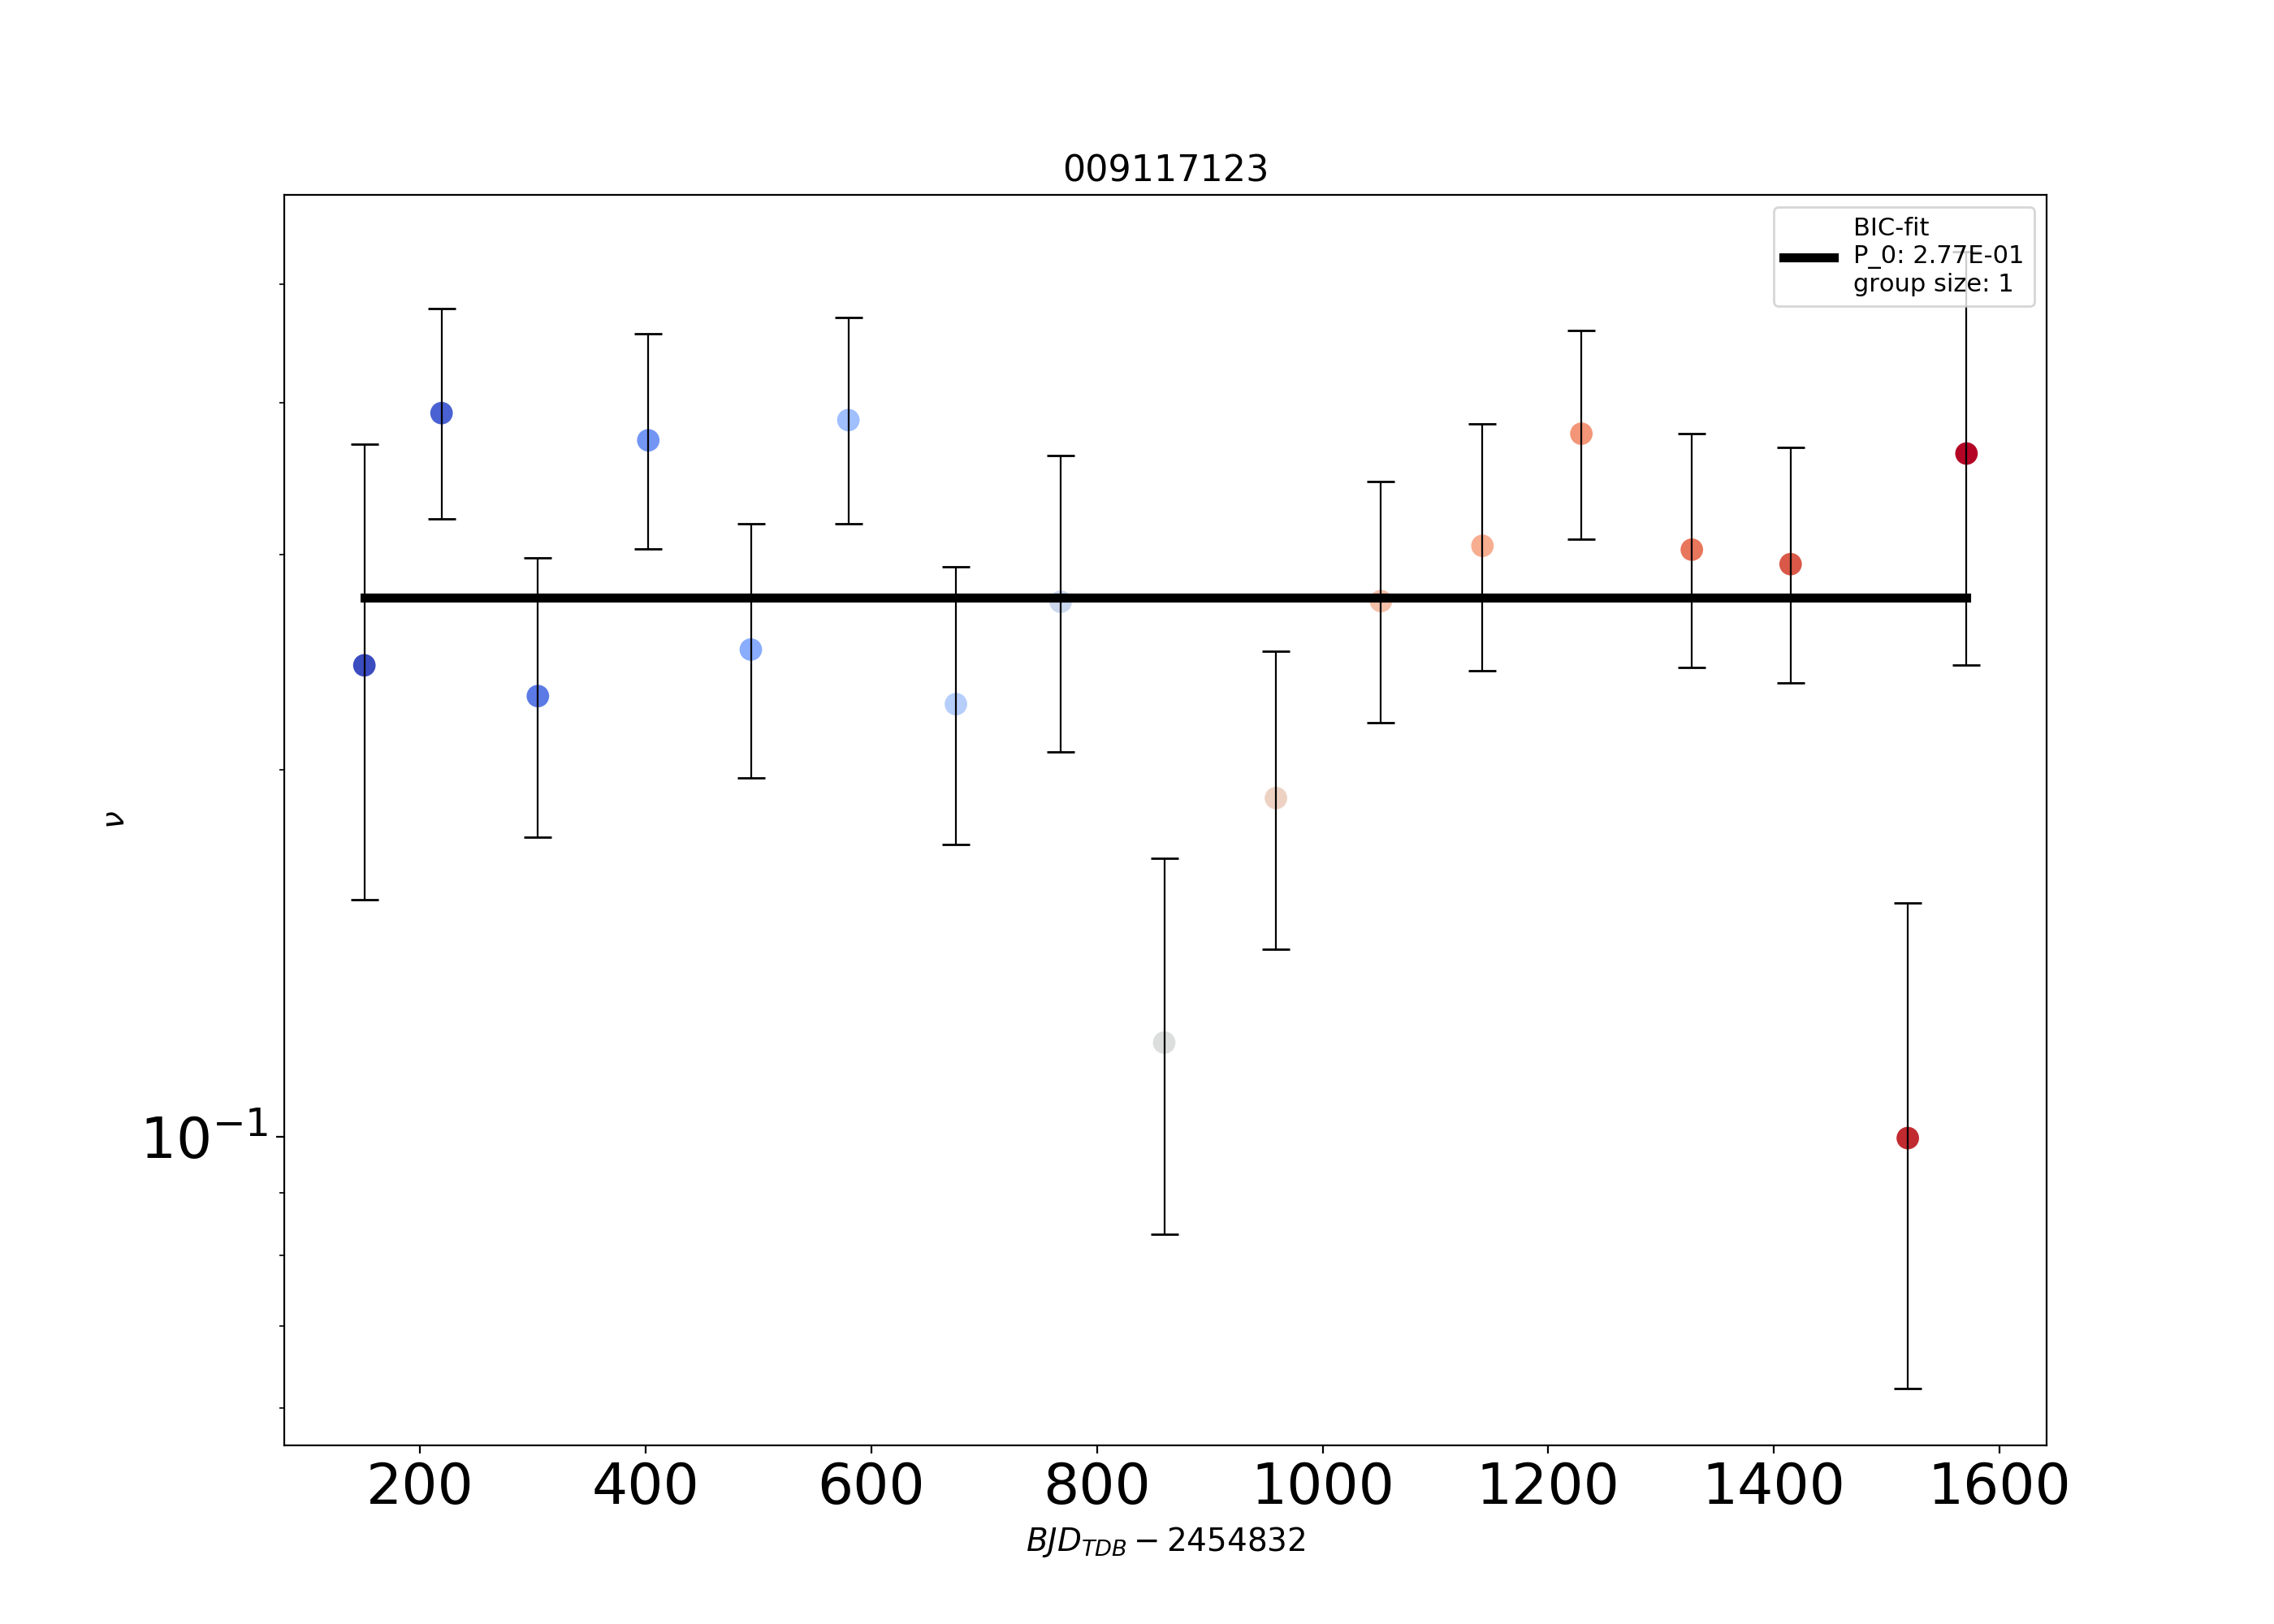 009117123
BIC-fit
P_0: 2.77E-01
group size: 1
ν
10⁻¹
200 400 600 800 1000 1200 1400 1600
BJD_TDB − 2454832